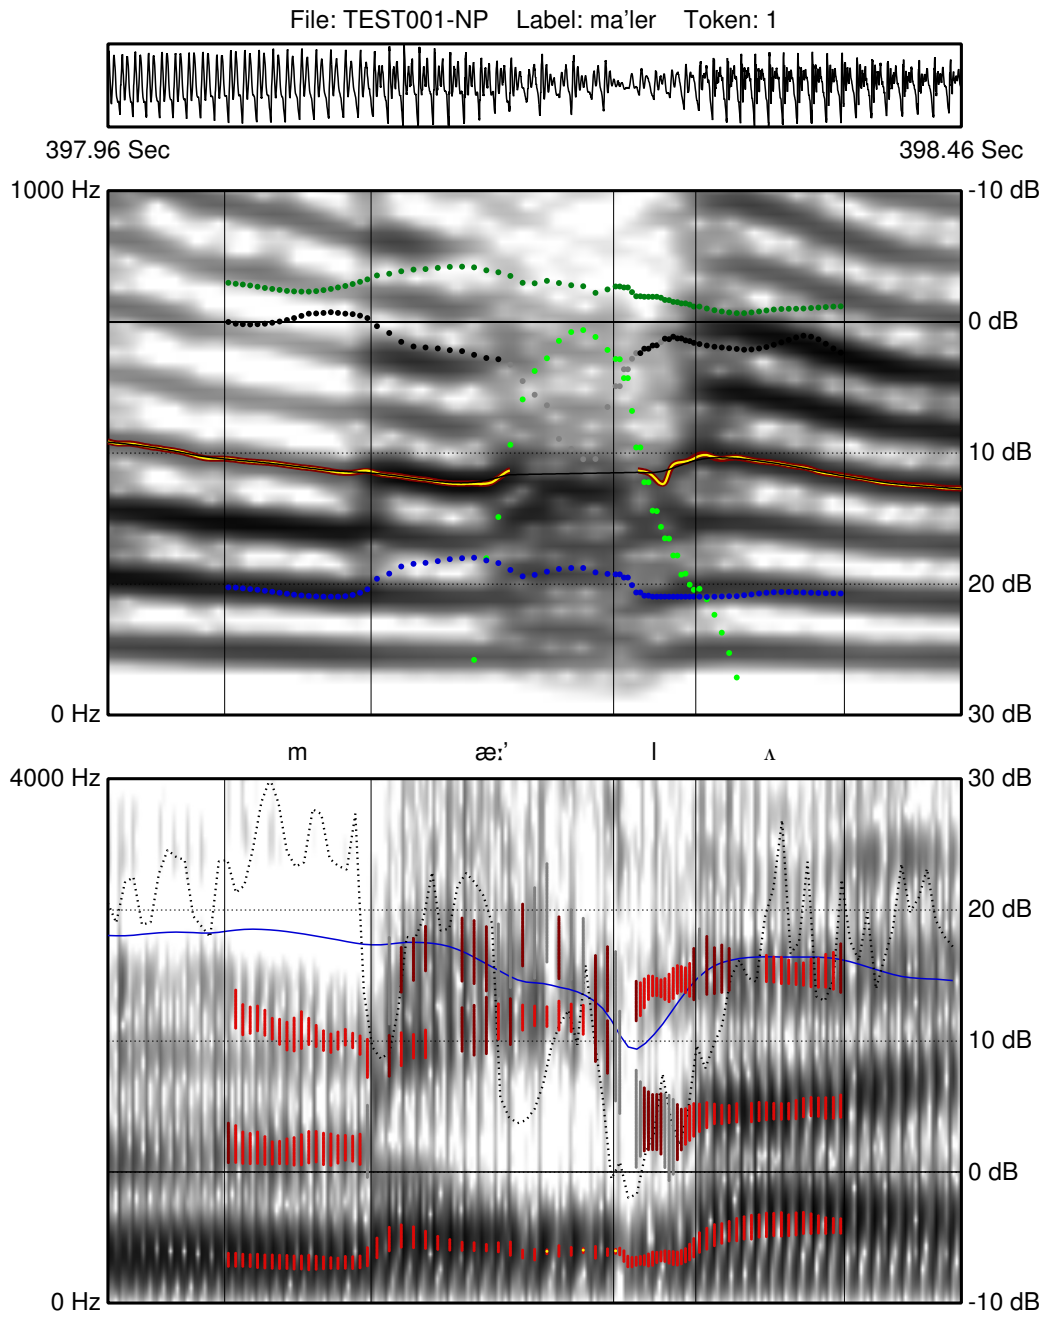 File: TEST001-NP Label: ma’ler Token: 1
397.96 Sec 398.46 Sec
1000 Hz -10 dB
0 dB
10 dB
20 dB
0 Hz 30 dB
m æː’ l ʌ
4000 Hz 30 dB
20 dB
10 dB
0 dB
0 Hz -10 dB